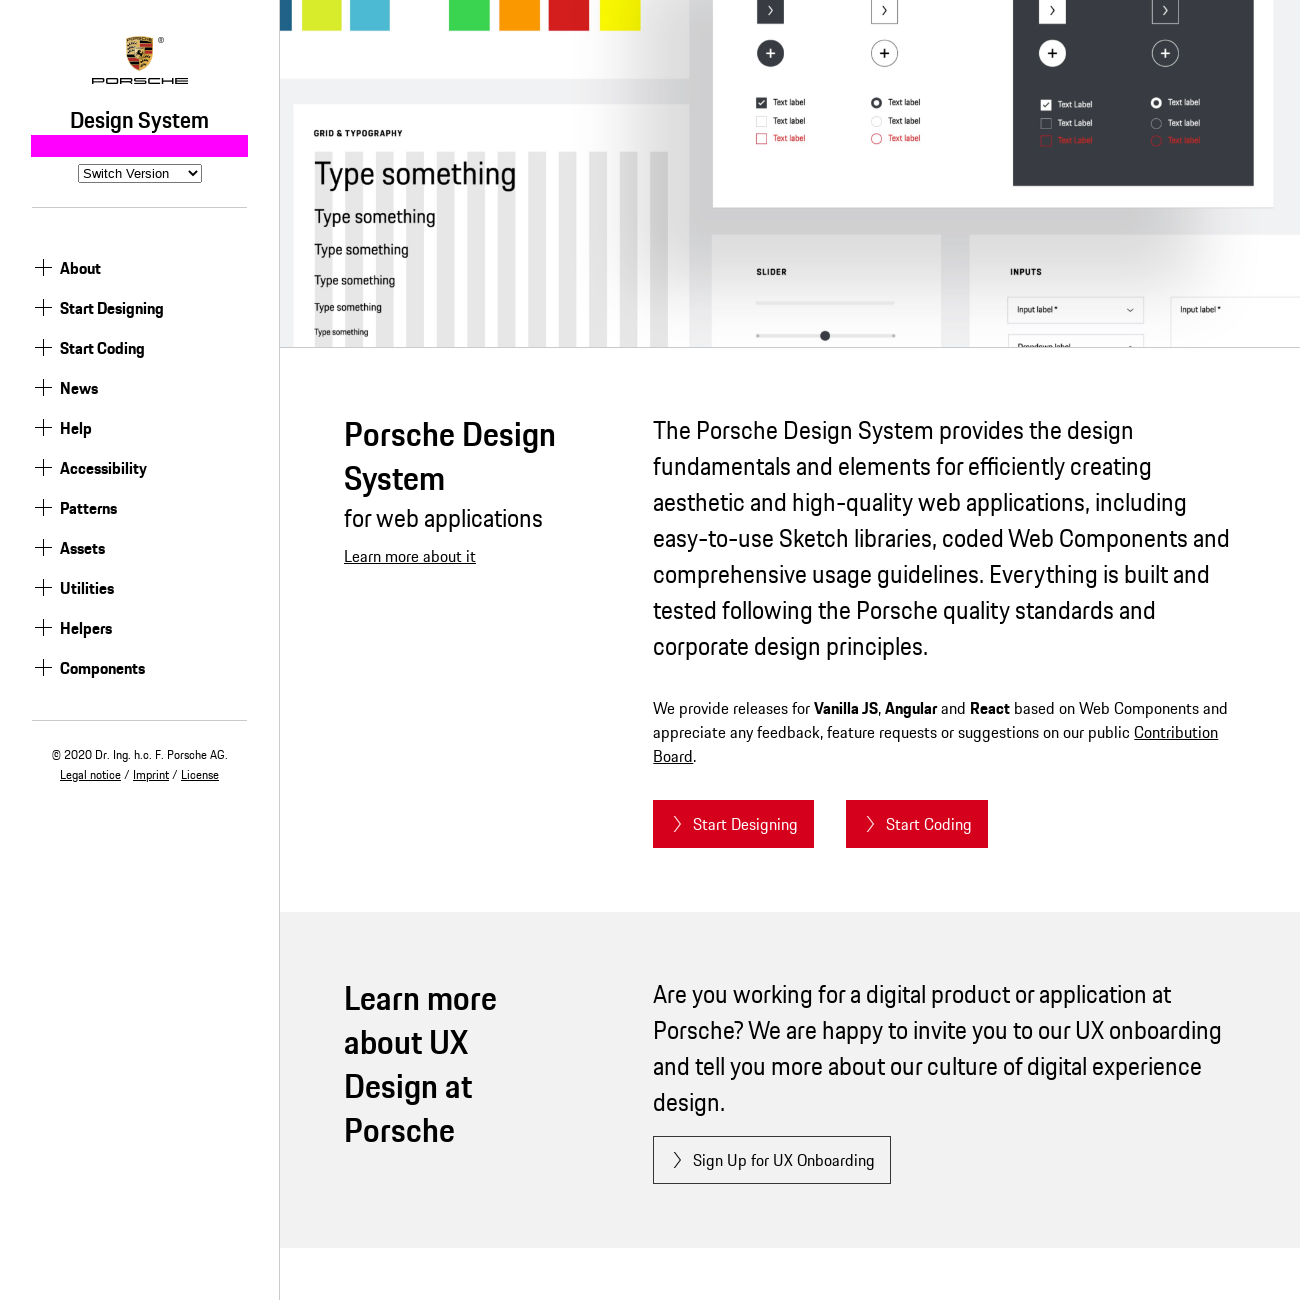 ®
PORSCHE
Design System
Switch Version
About
Start Designing
Start Coding
News
Help
Accessibility
Patterns
Assets
Utilities
Helpers
Components
© 2020 Dr. Ing. h.c. F. Porsche AG.
Legal notice / Imprint / License
GRID & TYPOGRAPHY
Type something
Type something
Type something
Type something
Type something
Type something
Text label Text label
Text label Text label
Text label Text label
Text Label Text label
Text Label Text label
Text Label Text label
SLIDER
INPUTS
Input label * Input label *
Dropdown label
Porsche Design
System
for web applications
Learn more about it
The Porsche Design System provides the design
fundamentals and elements for efficiently creating
aesthetic and high-quality web applications, including
easy-to-use Sketch libraries, coded Web Components and
comprehensive usage guidelines. Everything is built and
tested following the Porsche quality standards and
corporate design principles.
We provide releases for Vanilla JS, Angular and React based on Web Components and
appreciate any feedback, feature requests or suggestions on our public Contribution
Board.
Start Designing Start Coding
Learn more
about UX
Design at
Porsche
Are you working for a digital product or application at
Porsche? We are happy to invite you to our UX onboarding
and tell you more about our culture of digital experience
design.
Sign Up for UX Onboarding